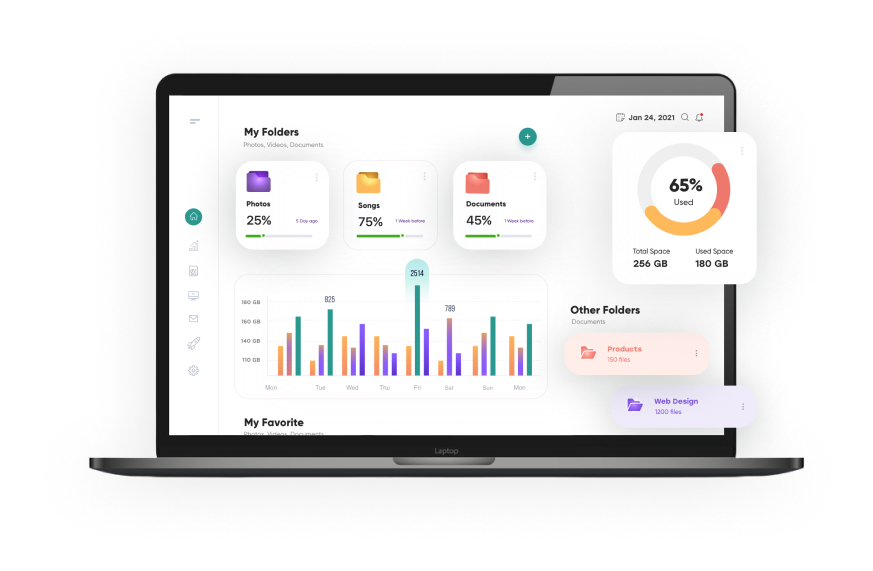 Jan 24, 2021
My Folders
Photos, Videos, Documents
+
Photos
25%
5 Day ago
Songs
75%
1 Week before
Documents
45%
1 Week before
65%
Used
Total Space
256 GB
Used Space
180 GB
2514
825
789
180 GB
160 GB
140 GB
110 GB
Mon Tue Wed Thu Fri Sat Sun Mon
Other Folders
Documents
Products
150 files
Web Design
1200 files
My Favorite
Photos, Videos, Documents
Laptop